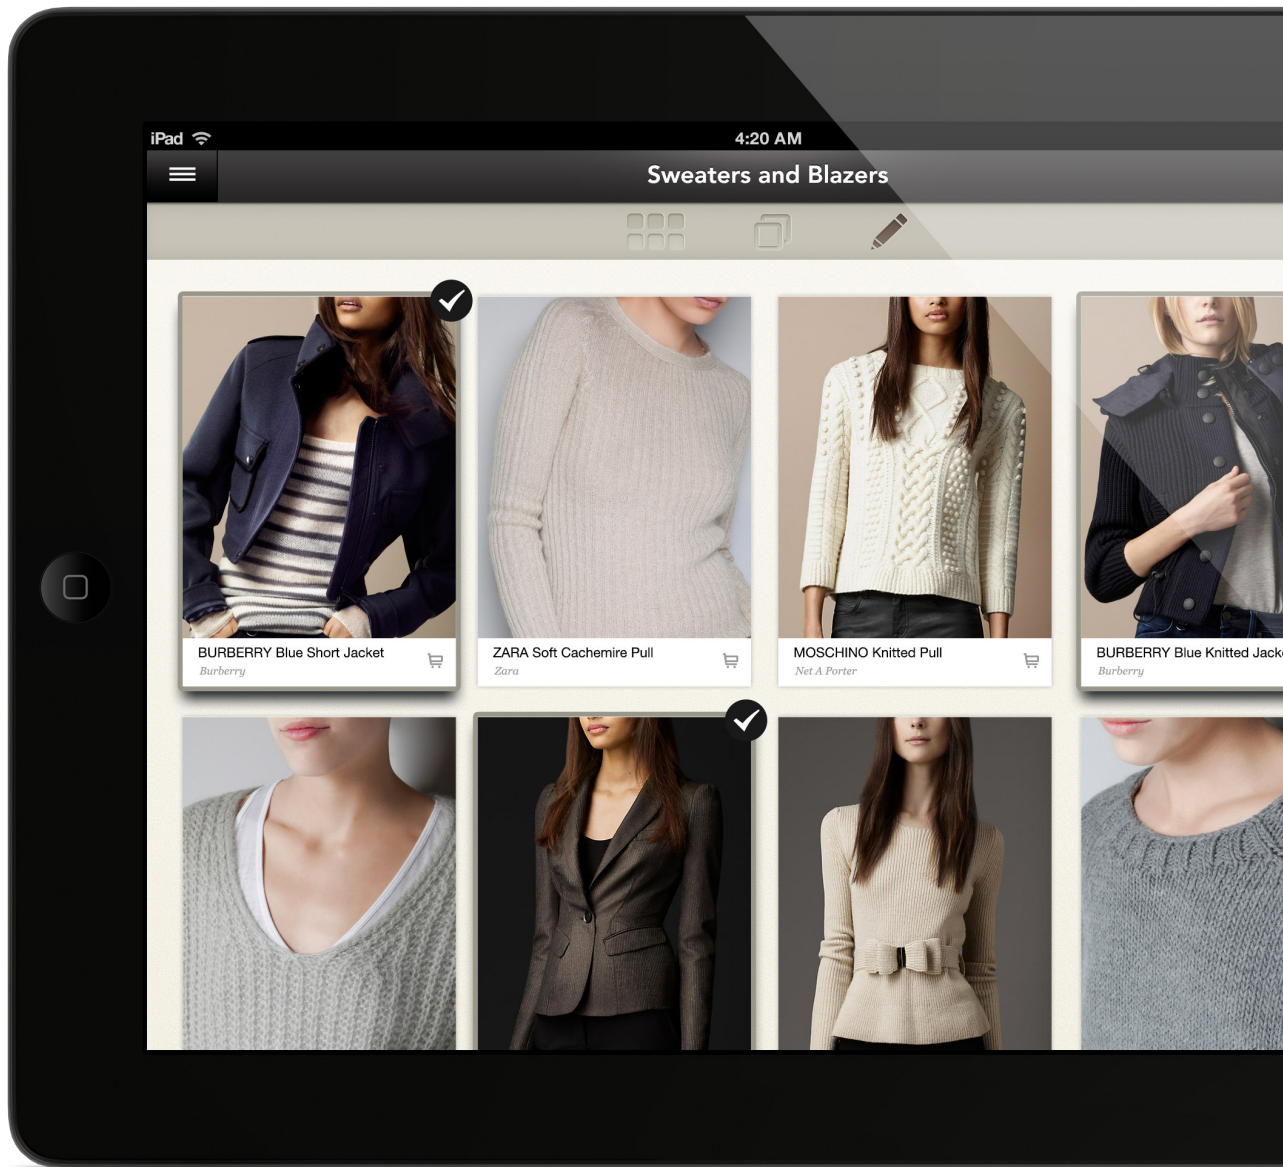 iPad
4:20 AM
Sweaters and Blazers
BURBERRY Blue Short Jacket
Burberry
ZARA Soft Cachemire Pull
Zara
MOSCHINO Knitted Pull
Net A Porter
BURBERRY Blue Knitted Jack
Burberry